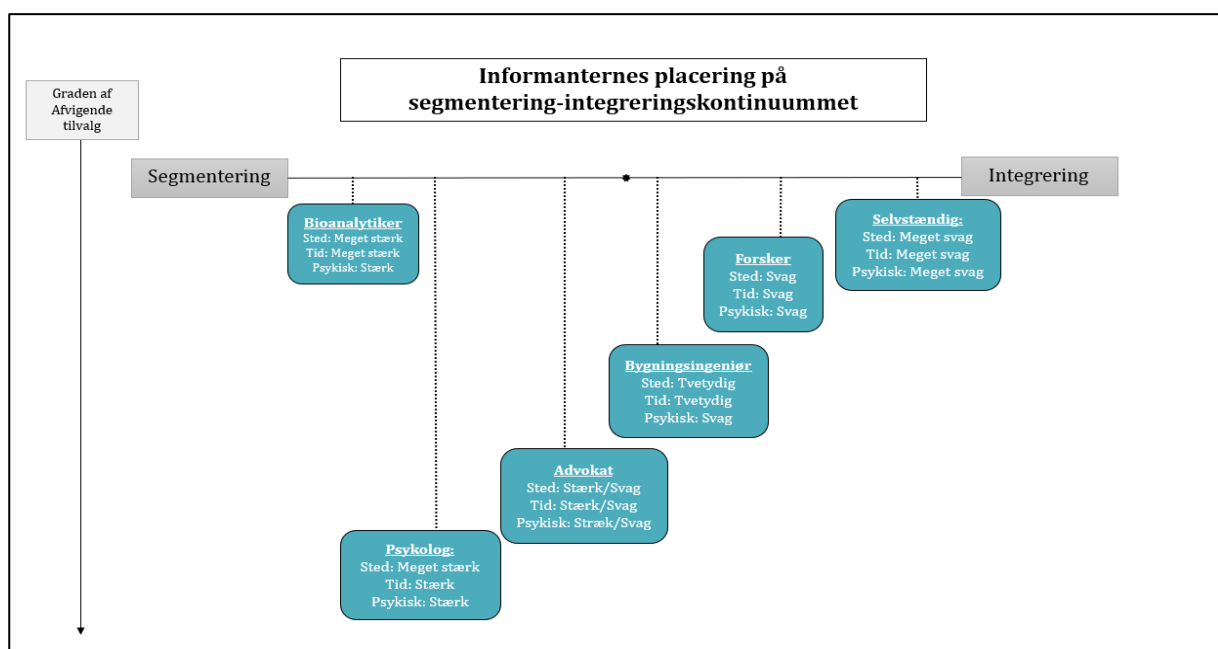 Informanternes placering på
segmentering-integreringskontinuummet
Graden af
Afvigende
tilvalg
Segmentering
Integrering
Bioanalytiker
Sted: Meget stærk
Tid: Meget stærk
Psykisk: Stærk
Selvstændig:
Sted: Meget svag
Tid: Meget svag
Psykisk: Meget svag
Forsker
Sted: Svag
Tid: Svag
Psykisk: Svag
Bygningsingeniør
Sted: Tvetydig
Tid: Tvetydig
Psykisk: Svag
Advokat
Sted: Stærk/Svag
Tid: Stærk/Svag
Psykisk: Stræk/Svag
Psykolog:
Sted: Meget stærk
Tid: Stærk
Psykisk: Stærk